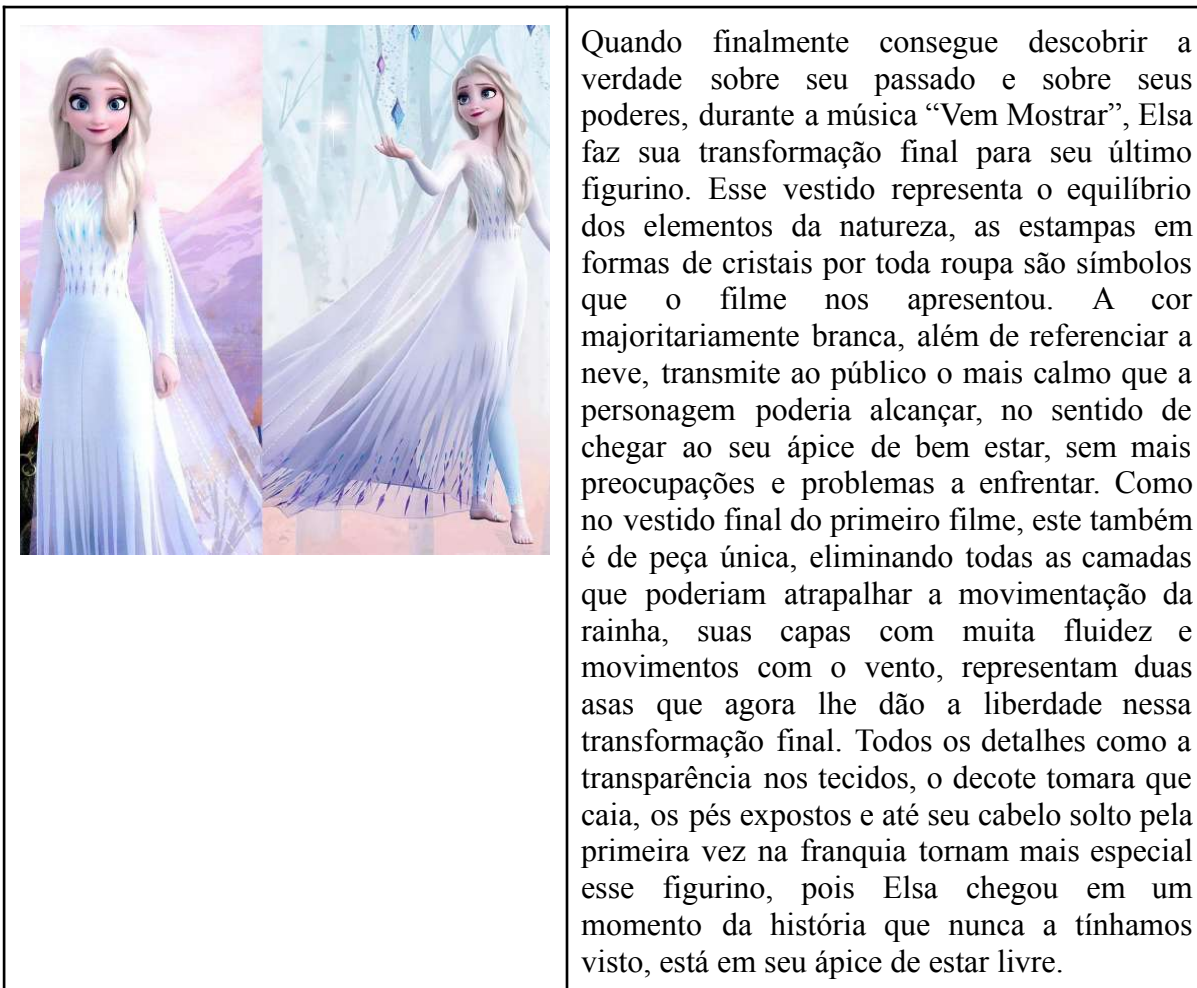 Quando finalmente consegue descobrir a
verdade sobre seu passado e sobre seus
poderes, durante a música “Vem Mostrar”, Elsa
faz sua transformação final para seu último
figurino. Esse vestido representa o equilíbrio
dos elementos da natureza, as estampas em
formas de cristais por toda roupa são símbolos
que o filme nos apresentou. A cor
majoritariamente branca, além de referenciar a
neve, transmite ao público o mais calmo que a
personagem poderia alcançar, no sentido de
chegar ao seu ápice de bem estar, sem mais
preocupações e problemas a enfrentar. Como
no vestido final do primeiro filme, este também
é de peça única, eliminando todas as camadas
que poderiam atrapalhar a movimentação da
rainha, suas capas com muita fluidez e
movimentos com o vento, representam duas
asas que agora lhe dão a liberdade nessa
transformação final. Todos os detalhes como a
transparência nos tecidos, o decote tomara que
caia, os pés expostos e até seu cabelo solto pela
primeira vez na franquia tornam mais especial
esse figurino, pois Elsa chegou em um
momento da história que nunca a tínhamos
visto, está em seu ápice de estar livre.